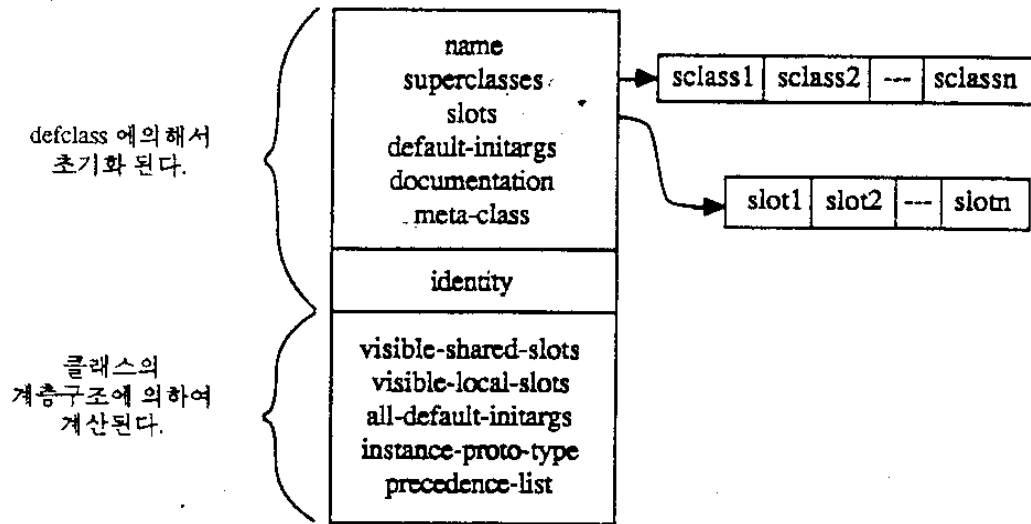 name
superclasses
slots
default-initargs
documentation
meta-class
identity
visible-shared-slots
visible-local-slots
all-default-initargs
instance-proto-type
precedence-list
defclass 에의해서
초기화 된다.
클래스의
계층구조에 의하여
계산된다.
sclass1 sclass2 --- sclassn
slot1 slot2 --- slotn